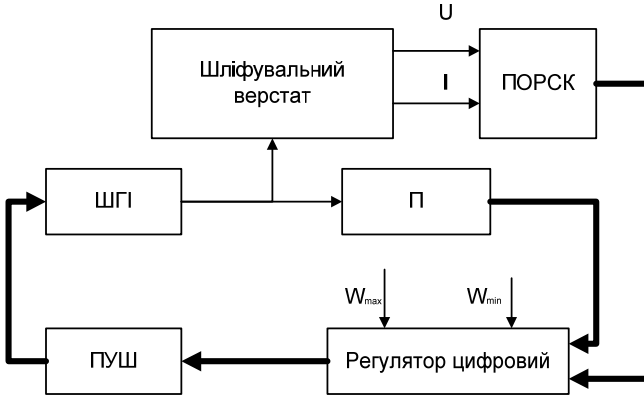 U
Шліфувальний
верстат
I
ПОРСК
ШГІ
П
Wmax
Wmin
ПУШ
Регулятор цифровий